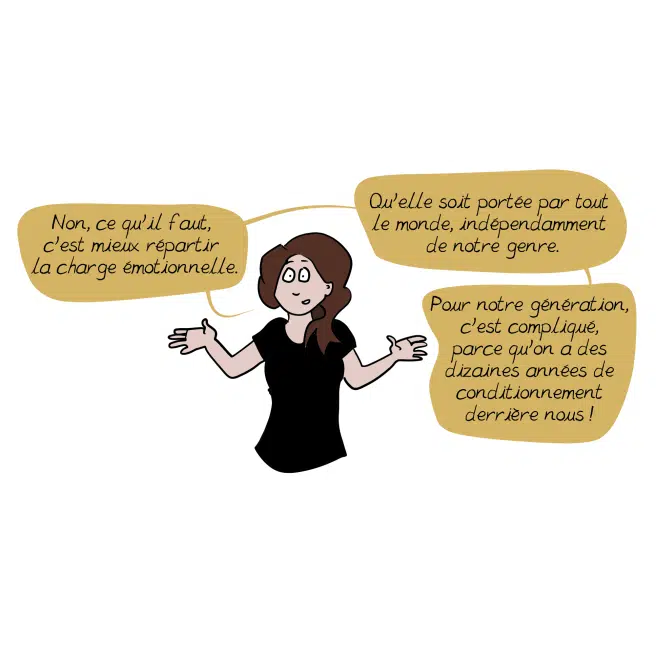 Non, ce qu'il faut,
c'est mieux répartir
la charge émotionnelle.
Qu'elle soit portée par tout
le monde, indépendamment
de notre genre.
Pour notre génération,
c'est compliqué,
parce qu'on a des
dizaines années de
conditionnement
derrière nous !